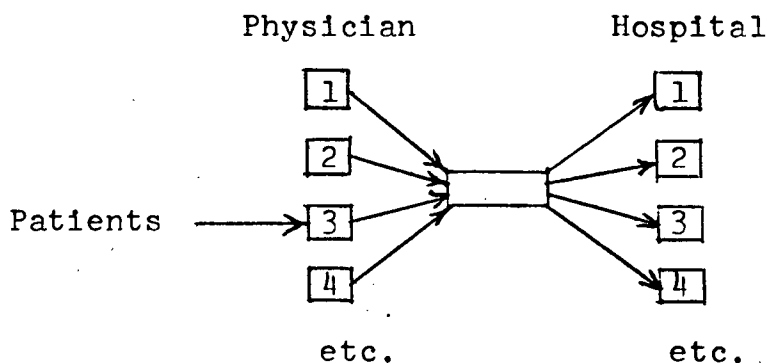 Physician Hospital
1 1
2 2
Patients 3 3
4 4
etc. etc.